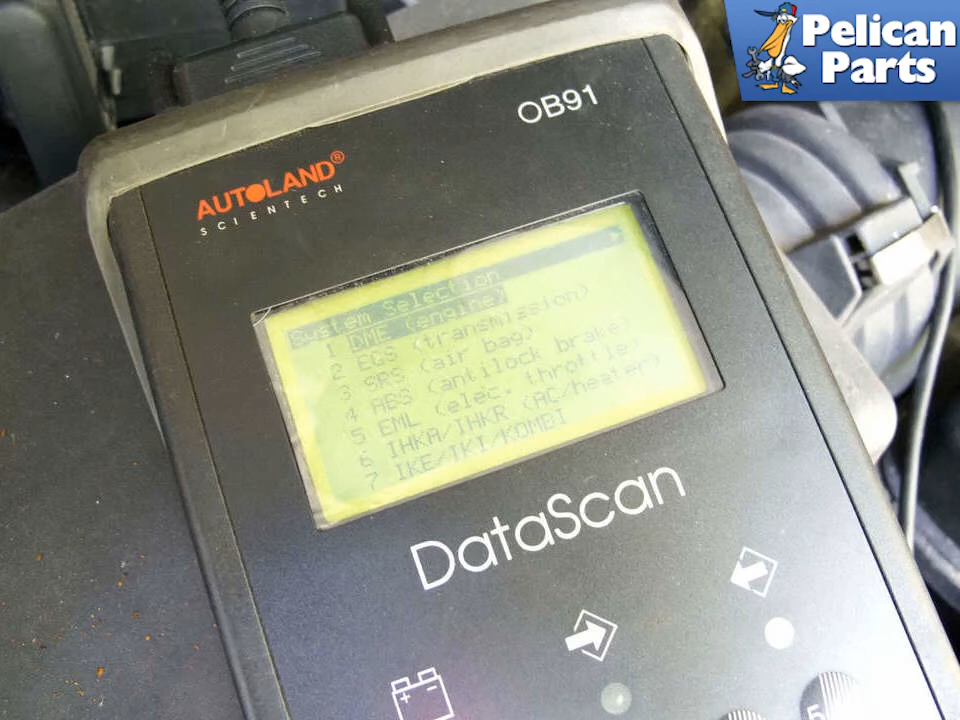 Pelican
Parts
OB91
AUTOLAND®
SCIENTECH
System Selection
1 DME (engine)
2 EGS (transmission)
3 SRS (air bag)
4 ABS (antilock brake)
5 EML (elec. throttle)
6 IHKA/IHKR (AC/heater)
7 IKE/IKI/KOMBI
DataScan
+ -
5